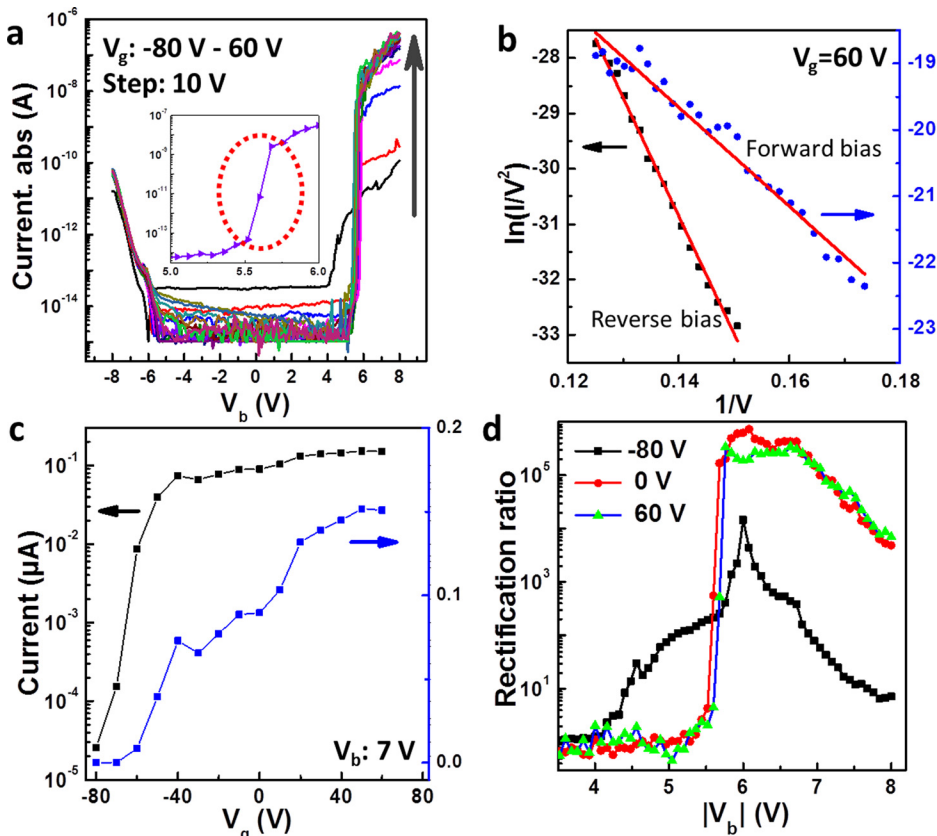 a
V_g: -80 V - 60 V
Step: 10 V
Current. abs (A)
10^-6
10^-8
10^-10
10^-12
10^-14
10^-7
10^-9
10^-11
10^-13
5.0 5.5 6.0
-8 -6 -4 -2 0 2 4 6 8
V_b (V)
b
V_g=60 V
ln(I/V^2)
-28
-29
-30
-31
-32
-33
Forward bias
Reverse bias
-19
-20
-21
-22
-23
0.12 0.14 0.16 0.18
1/V
c
Current (μA)
10^-1
10^-2
10^-3
10^-4
10^-5
0.2
0.1
0.0
V_b: 7 V
-80 -40 0 40 80
V_g (V)
d
Rectification ratio
-80 V
0 V
60 V
10^5
10^3
10^1
4 5 6 7 8
|V_b| (V)